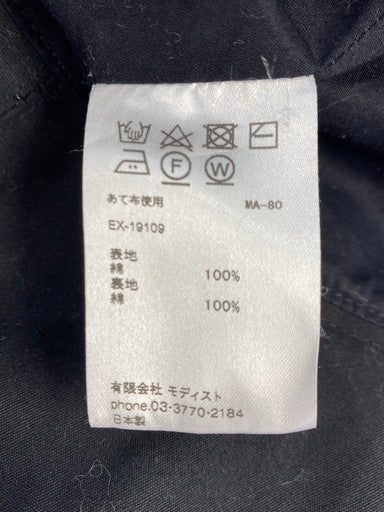 F W
あて布使用 MA-80
EX-19109
表地
綿 100%
裏地
綿 100%
有限会社 モディスト
phone.03-3770-2184
日本製